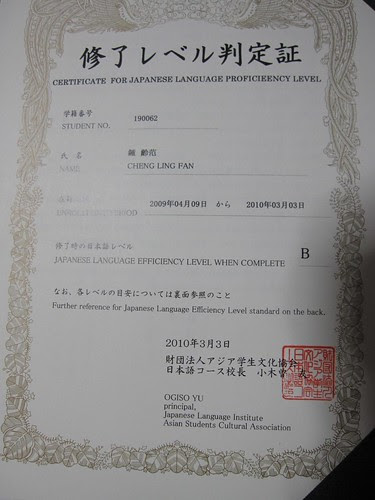 修了レベル判定証
CERTIFICATE FOR JAPANESE LANGUAGE PROFICIEENCY LEVEL
学籍番号
STUDENT NO. 190062
氏 名 齢范
NAME CHENG LING FAN
2009年04月09日 から 2010年03月03日
ENROLLMENT PERIOD
修了時の日本語レベル
JAPANESE LANGUAGE EFFICIENCY LEVEL WHEN COMPLETE B
なお、各レベルの目安については裏面参照のこと
Further reference for Japanese Language Efficiency Level standard on the back.
2010年3月3日
財団法人アジア学生文化協会
日本語コース校長 小木曽 友
OGISO YU
principal,
Japanese Language Institute
Asian Students Cultural Association